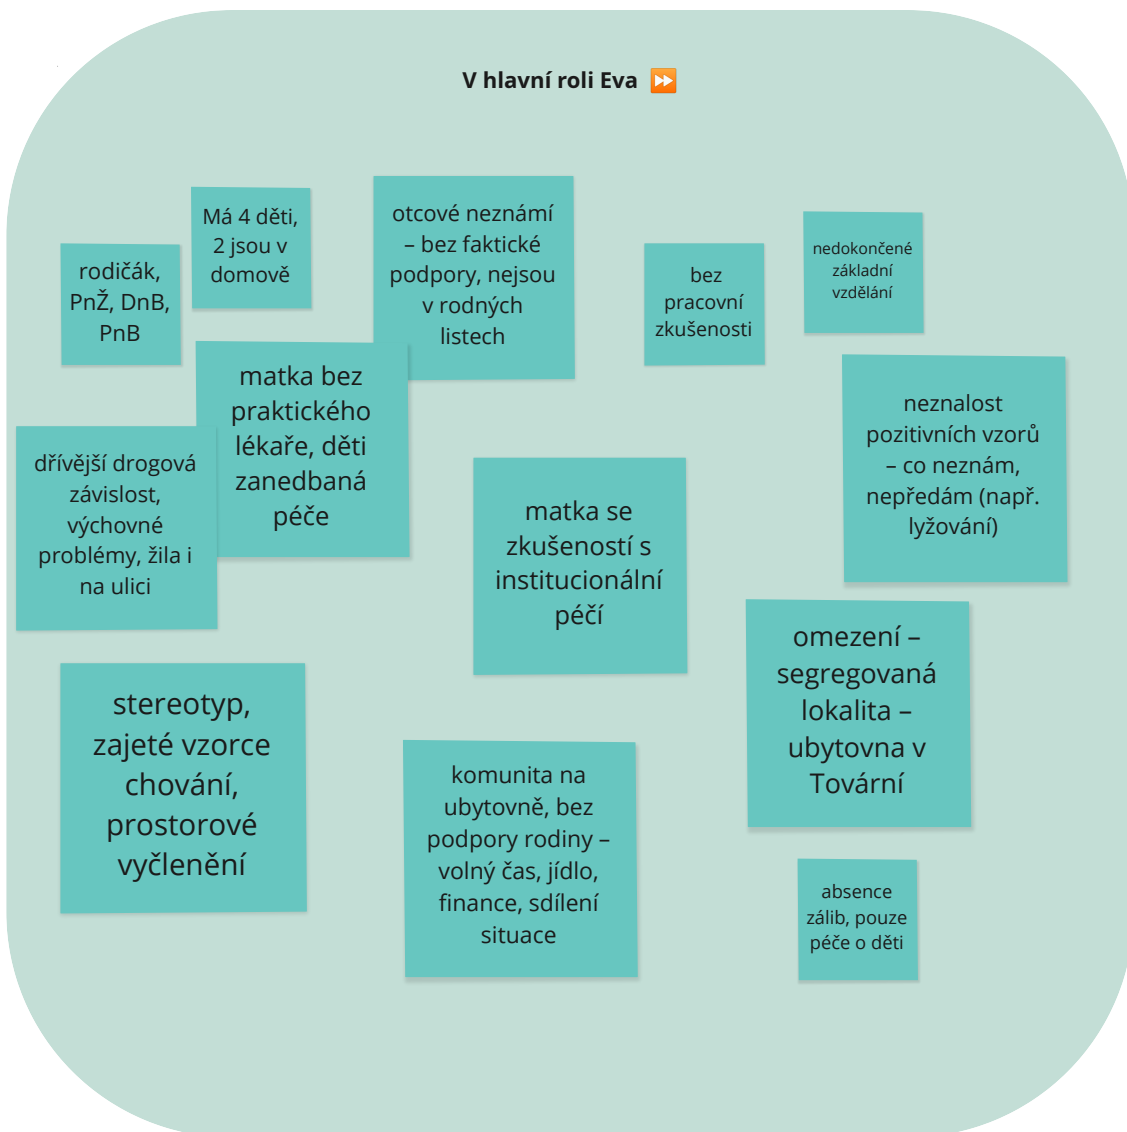 V hlavní roli Eva ⏩
Má 4 děti,
2 jsou v
domově
otcové neznámí
– bez faktické
podpory, nejsou
v rodných
listech
nedokončené
základní
vzdělání
rodičák,
PnŽ, DnB,
PnB
bez
pracovní
zkušenosti
matka bez
praktického
lékaře, děti
zanedbaná
péče
neznalost
pozitivních vzorů
– co neznám,
nepředám (např.
lyžování)
dřívější drogová
závislost,
výchovné
problémy, žila i
na ulici
matka se
zkušeností s
institucionální
péčí
omezení –
segregovaná
lokalita –
ubytovna v
Tovární
stereotyp,
zajeté vzorce
chování,
prostorové
vyčlenění
komunita na
ubytovně, bez
podpory rodiny –
volný čas, jídlo,
finance, sdílení
situace
absence
zálib, pouze
péče o děti